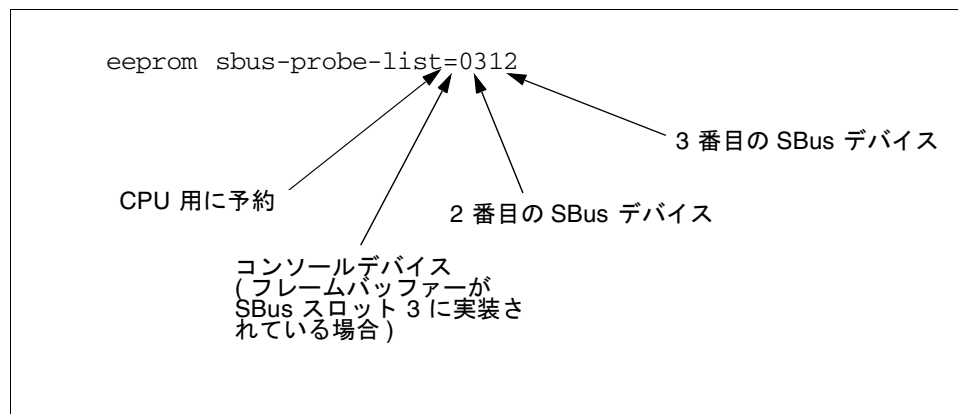 eeprom sbus-probe-list=0312
3 番目の SBus デバイス
CPU 用に予約
2 番目の SBus デバイス
コンソールデバイス
( フレームバッファーが
SBus スロット 3 に実装さ
れている場合 )